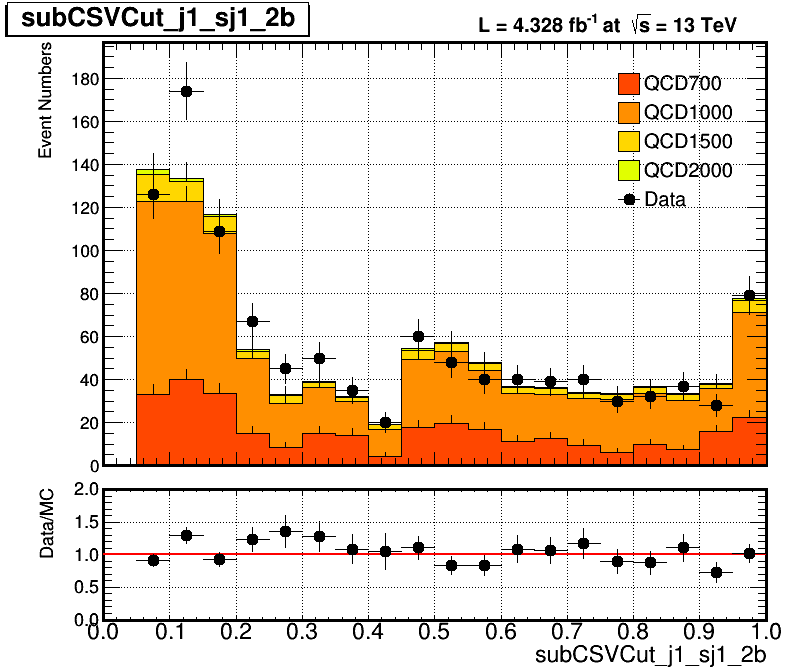 subCSVCut_j1_sj1_2b
L = 4.328 fb-1 at √s = 13 TeV
Event Numbers
180
160
140
120
100
80
60
40
20
0
QCD700
QCD1000
QCD1500
QCD2000
Data
Data/MC
2.0
1.5
1.0
0.5
0.0
0.0 0.1 0.2 0.3 0.4 0.5 0.6 0.7 0.8 0.9 1.0
subCSVCut_j1_sj1_2b